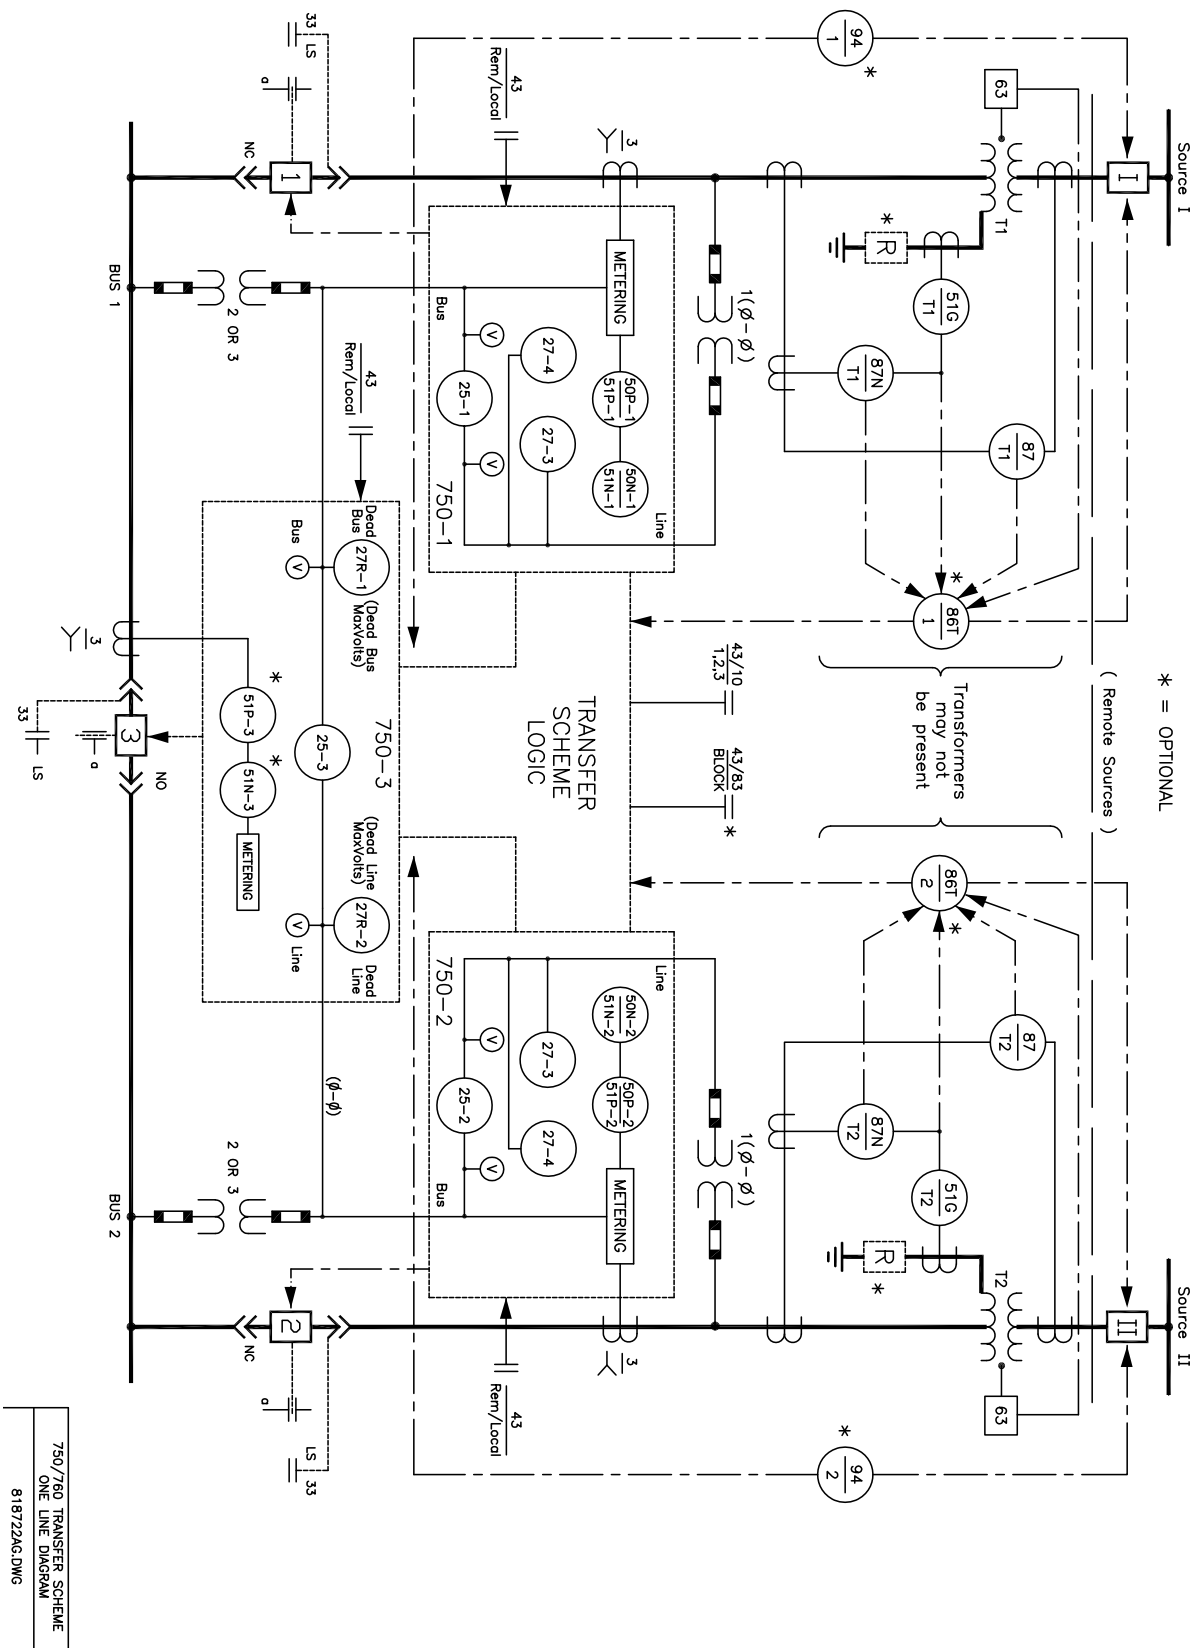 Source I
Source II
I
II
* = OPTIONAL
( Remote Sources )
63
63
T1
T2
94
1
*
94
2
*
R
*
R
*
51G
T1
51G
T2
87N
T1
87N
T2
87
T1
87
T2
86T
1
*
86T
2
*
Transformers
may not
be present
1(Ø-Ø)
1(Ø-Ø)
43/10
1,2,3
43/83
BLOCK
*
TRANSFER
SCHEME
LOGIC
3
3
43
Rem/Local
43
Rem/Local
Line
METERING
50P-1
51P-1
50N-1
51N-1
27-4
27-3
V
25-1
V
Bus
750-1
Line
50N-2
51N-2
50P-2
51P-2
METERING
27-3
27-4
V
25-2
V
Bus
750-2
43
Rem/Local
750-3
Dead
Bus
27R-1
(Dead Bus
MaxVolts)
(Dead Line
MaxVolts)
27R-2
Dead
Line
Bus
V
25-3
V
Line
(Ø-Ø)
51P-3
*
51N-3
*
METERING
33
LS
a
1
NC
LS
33
a
2
NC
2 OR 3
2 OR 3
BUS 1
BUS 2
3
3
NO
a
33
LS
750/760 TRANSFER SCHEME
ONE LINE DIAGRAM
818722AG.DWG